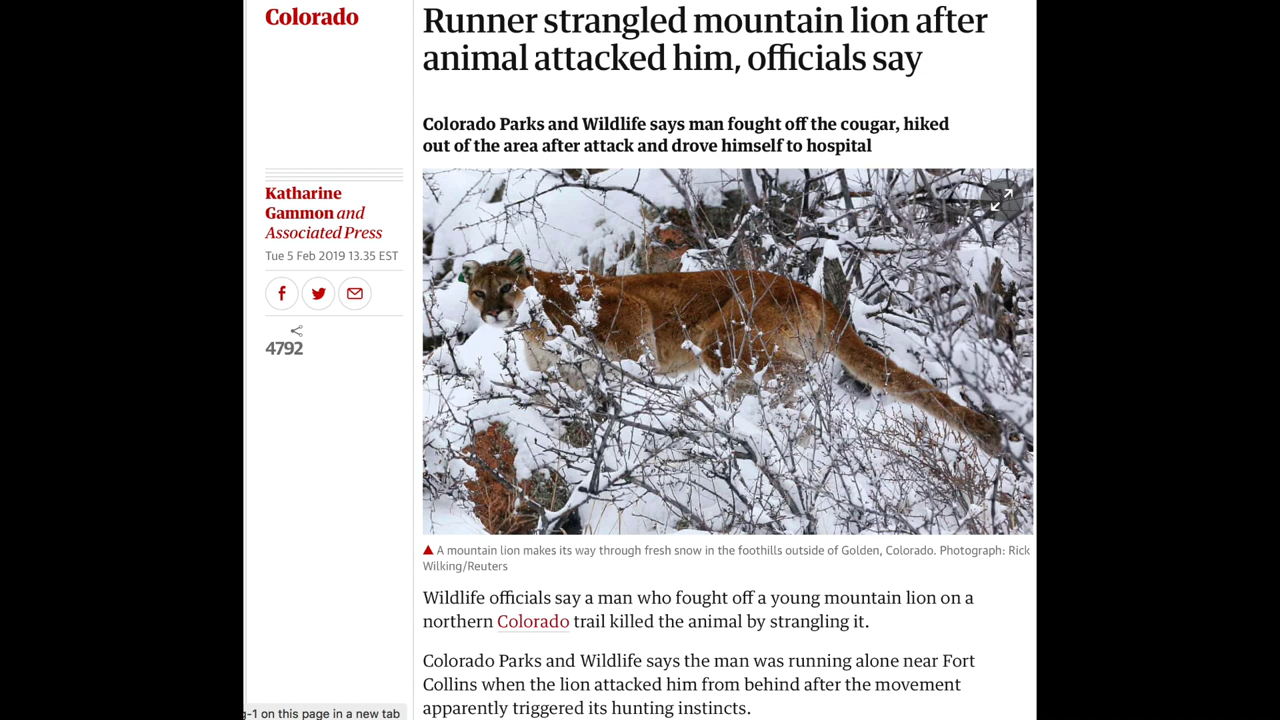 Colorado
Runner strangled mountain lion after
animal attacked him, officials say
Colorado Parks and Wildlife says man fought off the cougar, hiked
out of the area after attack and drove himself to hospital
Katharine
Gammon and
Associated Press
Tue 5 Feb 2019 13.35 EST
4792
A mountain lion makes its way through fresh snow in the foothills outside of Golden, Colorado. Photograph: Rick
Wilking/Reuters
Wildlife officials say a man who fought off a young mountain lion on a
northern Colorado trail killed the animal by strangling it.
Colorado Parks and Wildlife says the man was running alone near Fort
Collins when the lion attacked him from behind after the movement
apparently triggered its hunting instincts.
-1 on this page in a new tab